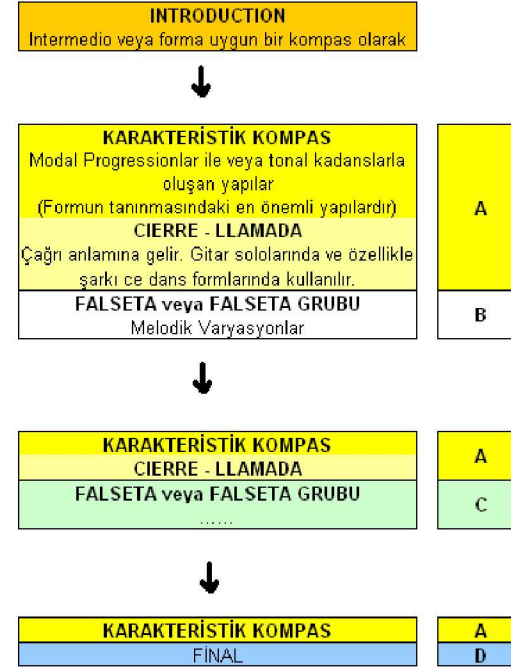 INTRODUCTION
Intermedio veya forma uygun bir kompas olarak
KARAKTERİSTİK KOMPAS
Modal Progressionlar ile veya tonal kadanslarla
oluşan yapılar
(Formun tanınmasındaki en önemli yapılardır)
CIERRE - LLAMADA
Çağrı anlamına gelir. Gitar sololarında ve özellikle
şarkı ce dans formlarında kullanılır.
A
FALSETA veya FALSETA GRUBU
Melodik Varyasyonlar
B
KARAKTERİSTİK KOMPAS
CIERRE - LLAMADA
A
FALSETA veya FALSETA GRUBU
......
C
KARAKTERİSTİK KOMPAS
A
FİNAL
D